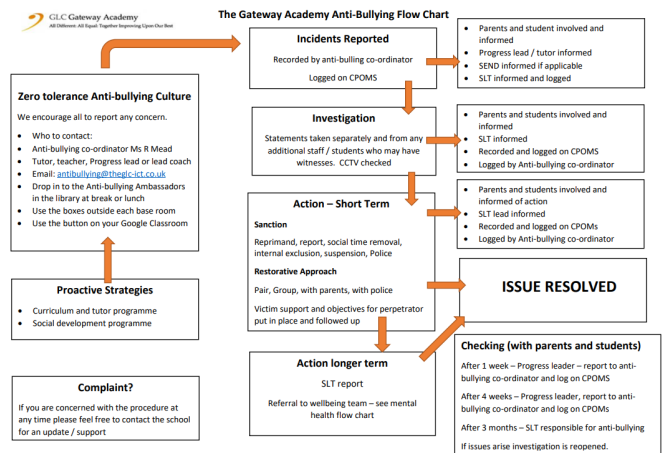 GLC Gateway Academy
All Different. All Equal. Together Improving Upon Our Best
The Gateway Academy Anti-Bullying Flow Chart
Incidents Reported
Recorded by anti-bulling co-ordinator
Logged on CPOMS
• Parents and student involved and
informed
• Progress lead / tutor informed
• SEND informed if applicable
• SLT informed and logged
Zero tolerance Anti-bullying Culture
We encourage all to report any concern.
• Who to contact:
• Anti-bullying co-ordinator Ms R Mead
• Tutor, teacher, Progress lead or lead coach
• Email: antibullying@theglc-ict.co.uk
• Drop in to the Anti-bullying Ambassadors
in the library at break or lunch
• Use the boxes outside each base room
• Use the button on your Google Classroom
Investigation
Statements taken separately and from any
additional staff / students who may have
witnesses. CCTV checked
• Parents and students involved and
informed
• SLT informed
• Recorded and logged on CPOMS
• Logged by Anti-bullying co-ordinator
Action – Short Term
Sanction
Reprimand, report, social time removal,
internal exclusion, suspension, Police
Restorative Approach
Pair, Group, with parents, with police
Victim support and objectives for perpetrator
put in place and followed up
• Parents and students involved and
informed of action
• SLT lead informed
• Recorded and logged on CPOMs
• Logged by Anti-bullying co-ordinator
Proactive Strategies
• Curriculum and tutor programme
• Social development programme
ISSUE RESOLVED
Action longer term
SLT report
Referral to wellbeing team – see mental
health flow chart
Checking (with parents and students)
After 1 week – Progress leader – report to anti-
bullying co-ordinator and log on CPOMS
After 4 weeks – Progress leader, report to anti-
bullying co-ordinator and log on CPOMs
After 3 months – SLT responsible for anti-bullying
If issues arise investigation is reopened.
Complaint?
If you are concerned with the procedure at
any time please feel free to contact the school
for an update / support